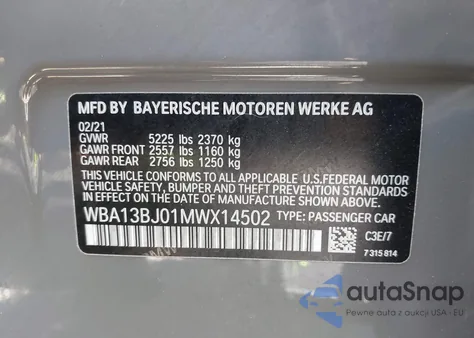 MFD BY BAYERISCHE MOTOREN WERKE AG
02/21
GVWR 5225 lbs 2370 kg
GAWR FRONT 2557 lbs 1160 kg
GAWR REAR 2756 lbs 1250 kg
THIS VEHICLE CONFORMS TO ALL APPLICABLE U.S.FEDERAL MOTOR
VEHICLE SAFETY, BUMPER AND THEFT PREVENTION STANDARDS
IN EFFECT ON THE DATE OF MANUFACTURE SHOWN ABOVE.
WBA13BJ01MWX14502 TYPE: PASSENGER CAR
C3E/7
7315814
autoSnap
Pewne auta z aukcji USA - EU